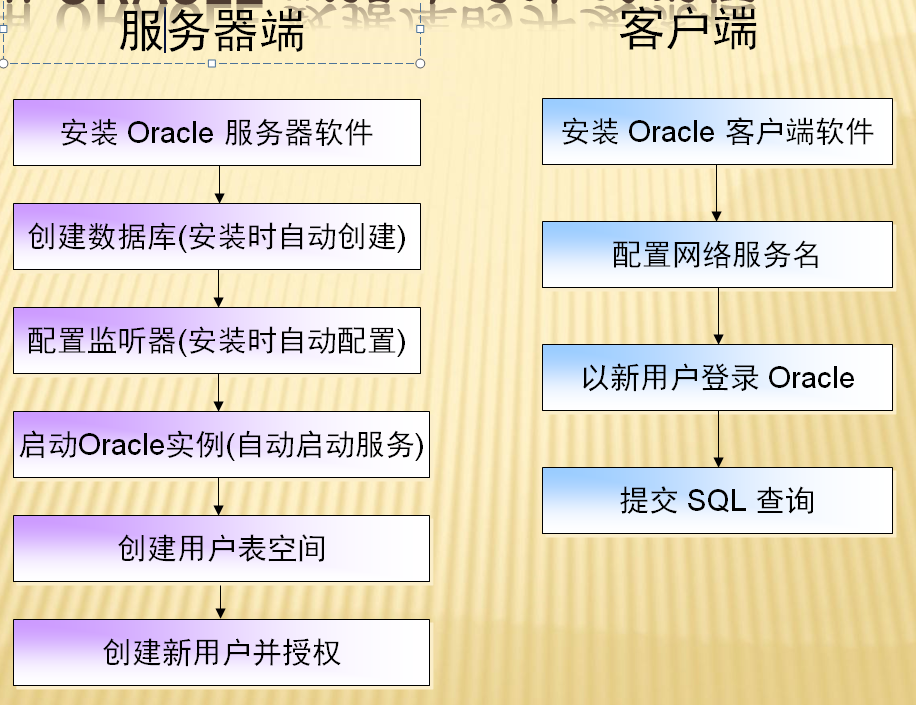 服务器端
客户端
安装 Oracle 服务器软件
创建数据库(安装时自动创建)
配置监听器(安装时自动配置)
启动Oracle实例(自动启动服务)
创建用户表空间
创建新用户并授权
安装 Oracle 客户端软件
配置网络服务名
以新用户登录 Oracle
提交 SQL 查询